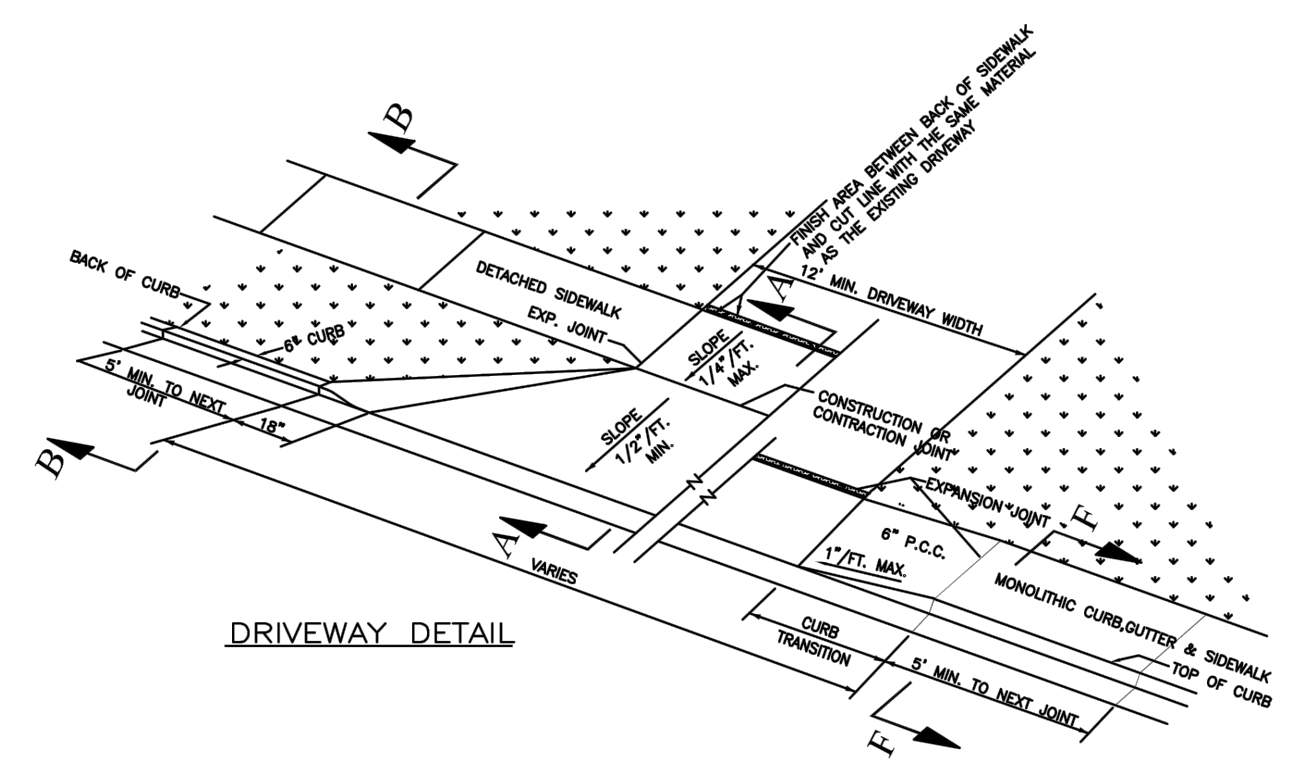 FINISH AREA BETWEEN BACK OF SIDEWALK
AND CUT LINE WITH THE SAME MATERIAL
AS THE EXISTING DRIVEWAY
B
12' MIN. DRIVEWAY WIDTH
BACK OF CURB
DETACHED SIDEWALK
EXP. JOINT
A
6" CURB
SLOPE
1/4"/FT.
MAX.
5' MIN. TO NEXT
JOINT
18"
CONSTRUCTION OR
CONTRACTION JOINT
SLOPE
1/2"/FT.
MIN.
B
N
N
EXPANSION JOINT
F
A
6" P.C.C.
1"/FT. MAX.
VARIES
MONOLITHIC CURB,GUTTER & SIDEWALK
DRIVEWAY DETAIL
CURB
TRANSITION
TOP OF CURB
5' MIN. TO NEXT JOINT
F